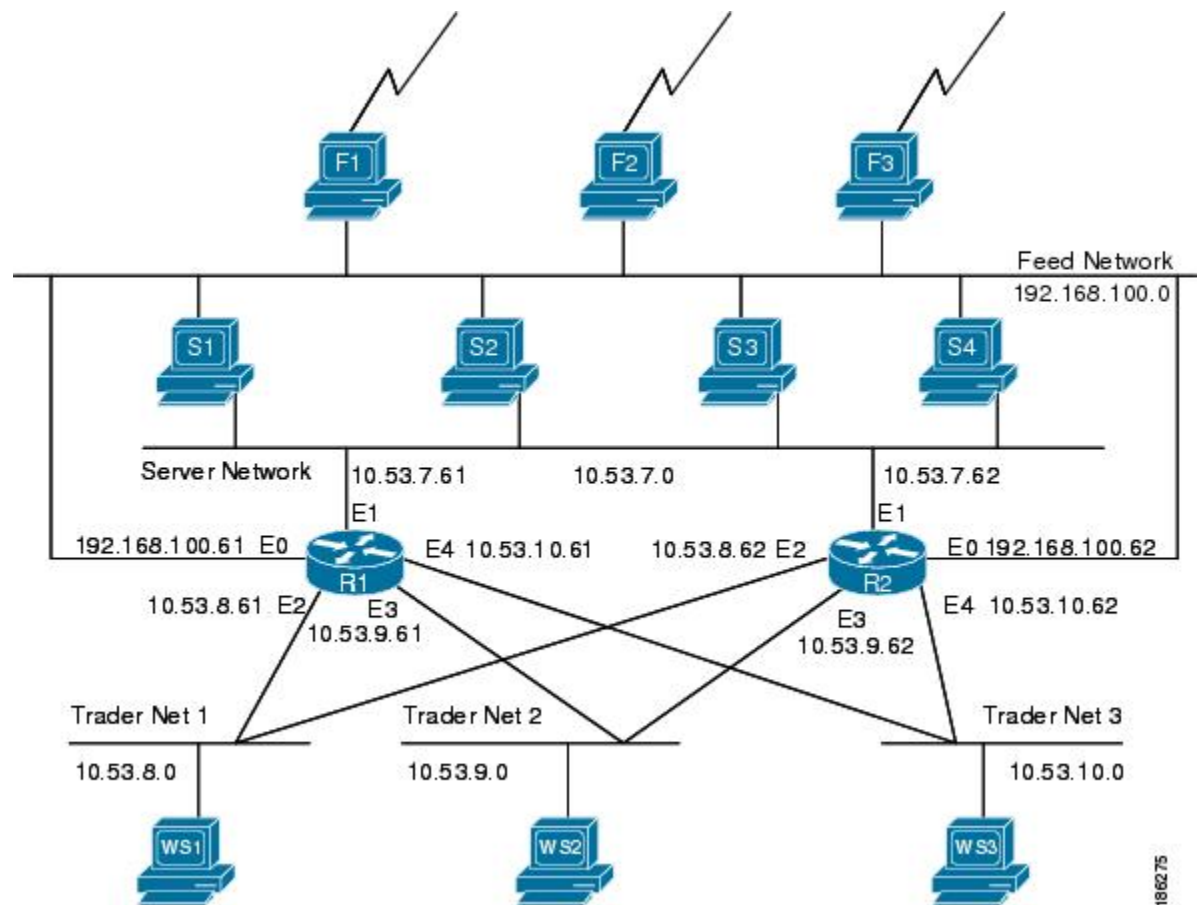 F1
F2
F3
Feed Network
192.168.100.0
S1
S2
S3
S4
Server Network
10.53.7.61
10.53.7.0
10.53.7.62
E1
E1
192.168.100.61 E0
E4 10.53.10.61
10.53.8.62 E2
E0 192.168.100.62
R1
R2
10.53.8.61 E2
E3
10.53.9.61
E3
10.53.9.62
E4 10.53.10.62
Trader Net 1
Trader Net 2
Trader Net 3
10.53.8.0
10.53.9.0
10.53.10.0
WS1
WS2
WS3
186275